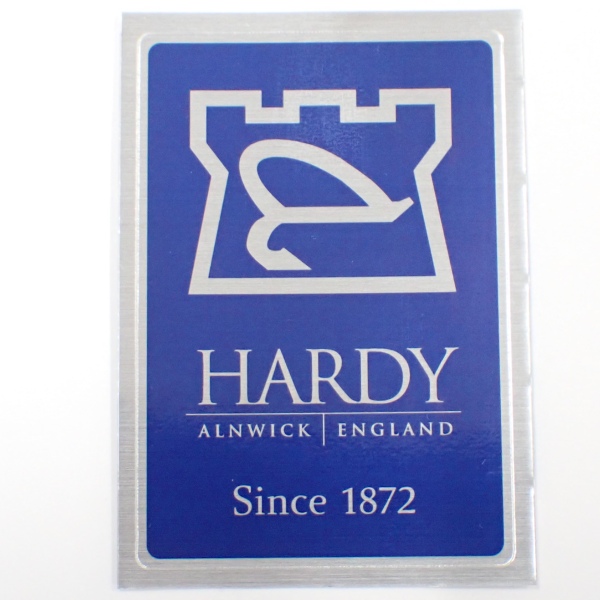 HARDY
ALNWICK | ENGLAND
Since 1872